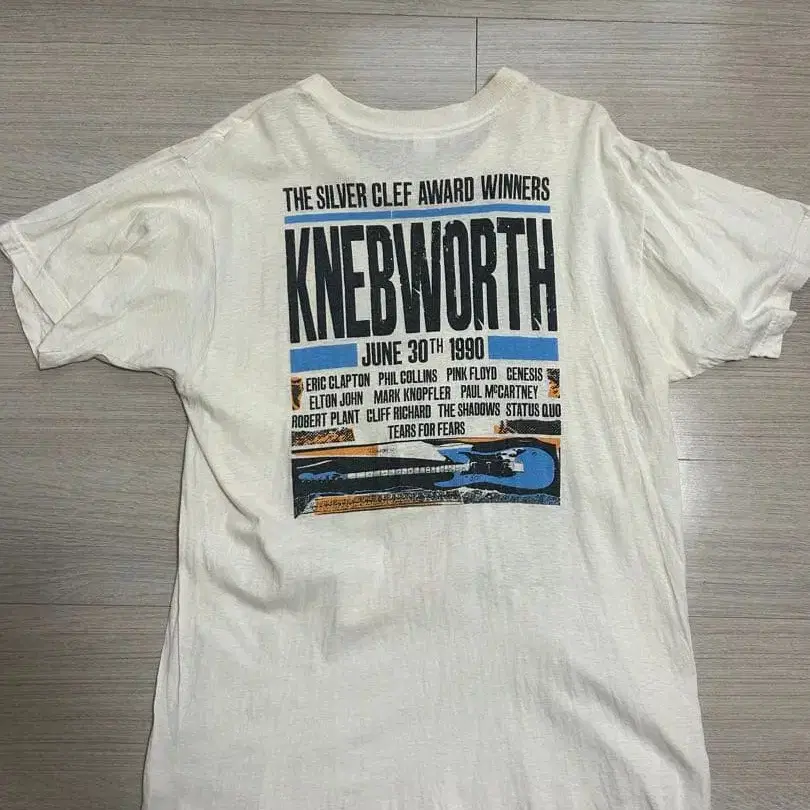 THE SILVER CLEF AWARD WINNERS
KNEBWORTH
JUNE 30TH 1990
ERIC CLAPTON PHIL COLLINS PINK FLOYD GENESIS
ELTON JOHN MARK KNOPFLER PAUL McCARTNEY
ROBERT PLANT CLIFF RICHARD THE SHADOWS STATUS QUO
TEARS FOR FEARS